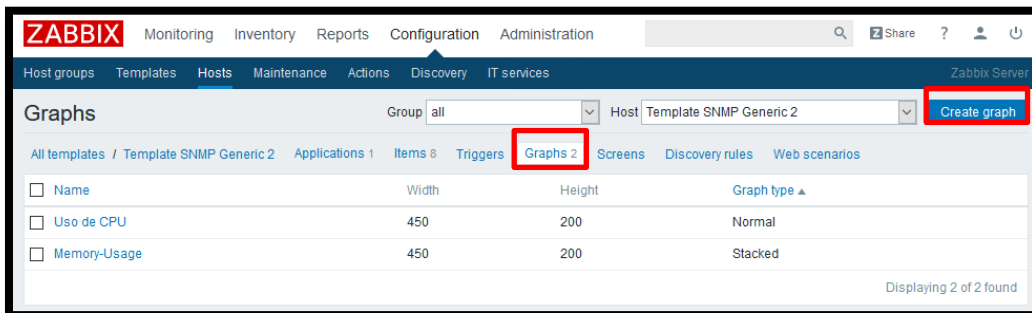 ZABBIX Monitoring Inventory Reports Configuration Administration Z Share ?
Host groups Templates Hosts Maintenance Actions Discovery IT services Zabbix Server
Graphs Group all Host Template SNMP Generic 2 Create graph
All templates / Template SNMP Generic 2 Applications 1 Items 8 Triggers Graphs 2 Screens Discovery rules Web scenarios
Name Width Height Graph type ▲
Uso de CPU 450 200 Normal
Memory-Usage 450 200 Stacked
Displaying 2 of 2 found